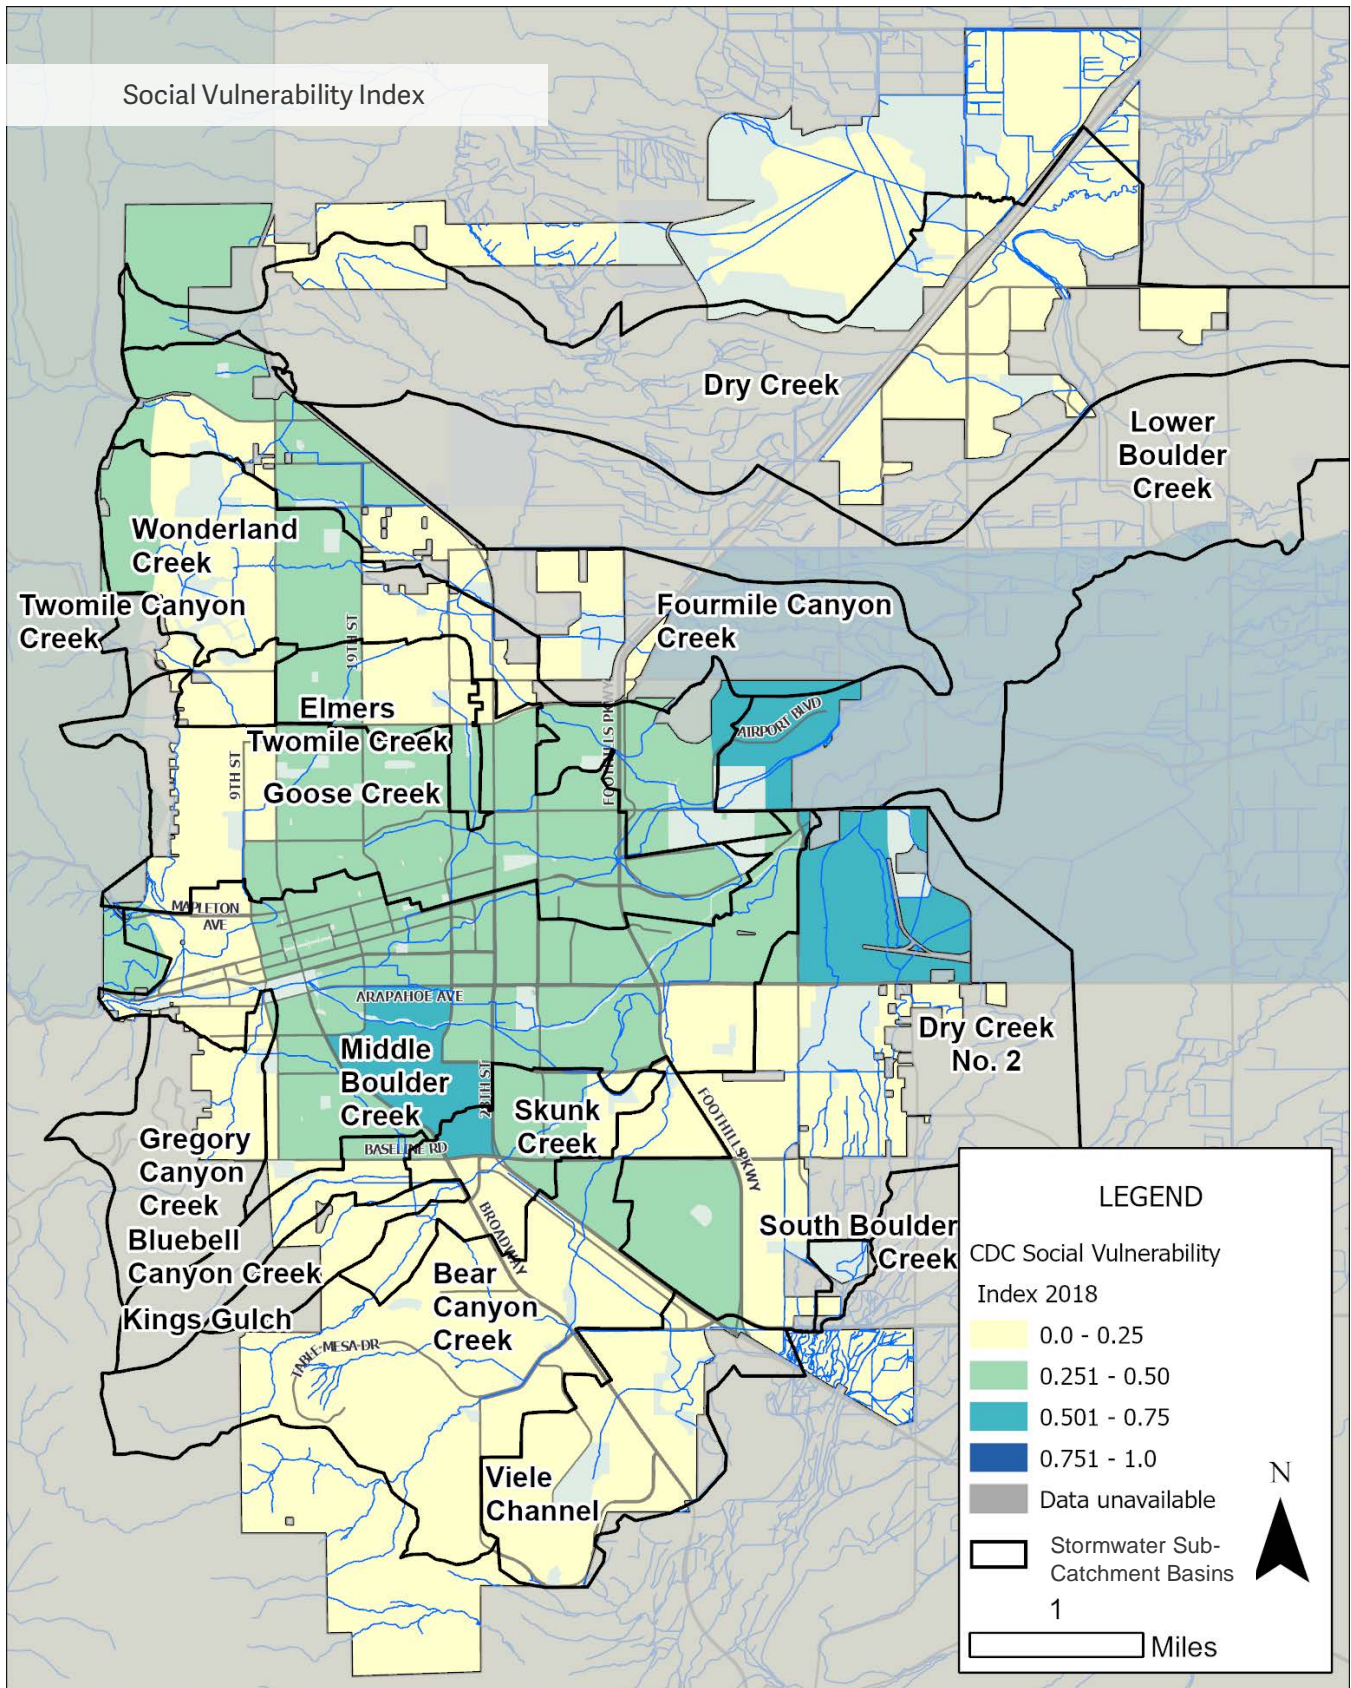 Social Vulnerability Index
Dry Creek
Lower
Boulder
Creek
Wonderland
Creek
Twomile Canyon
Creek
19TH ST
Fourmile Canyon
Creek
FOOTHILLS PKWY
AIRPORT BLVD
Elmers
Twomile Creek
9TH ST
Goose Creek
MAPLETON
AVE
ARAPAHOE AVE
Dry Creek
No. 2
Middle
Boulder
Creek
28TH ST
Skunk
Creek
FOOTHILLS PKWY
BASELINE RD
Gregory
Canyon
Creek
Bluebell
Canyon Creek
Kings Gulch
BROADWAY
South Boulder
Creek
Bear
Canyon
Creek
TABLE MESA DR
Viele
Channel
LEGEND
CDC Social Vulnerability
Index 2018
0.0 - 0.25
0.251 - 0.50
0.501 - 0.75
0.751 - 1.0
Data unavailable
Stormwater Sub-
Catchment Basins
N
1
Miles